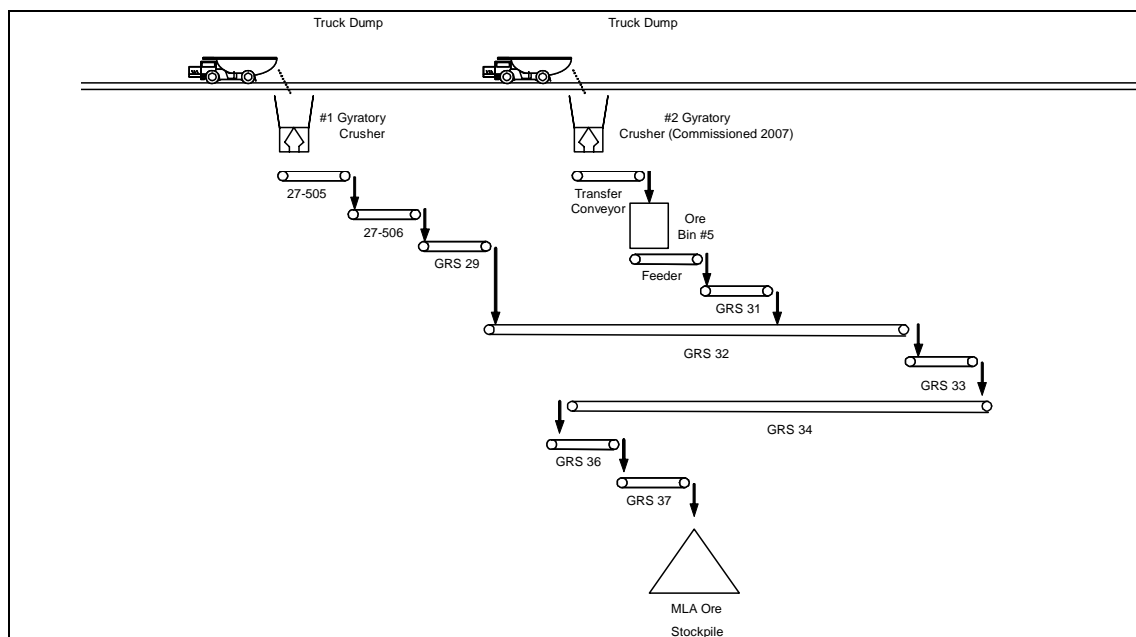 Truck Dump
Truck Dump
#1 Gyratory
Crusher
#2 Gyratory
Crusher (Commissioned 2007)
27-505
Transfer
Conveyor
27-506
Ore
Bin #5
GRS 29
Feeder
GRS 31
GRS 32
GRS 33
GRS 34
GRS 36
GRS 37
MLA Ore
Stockpile